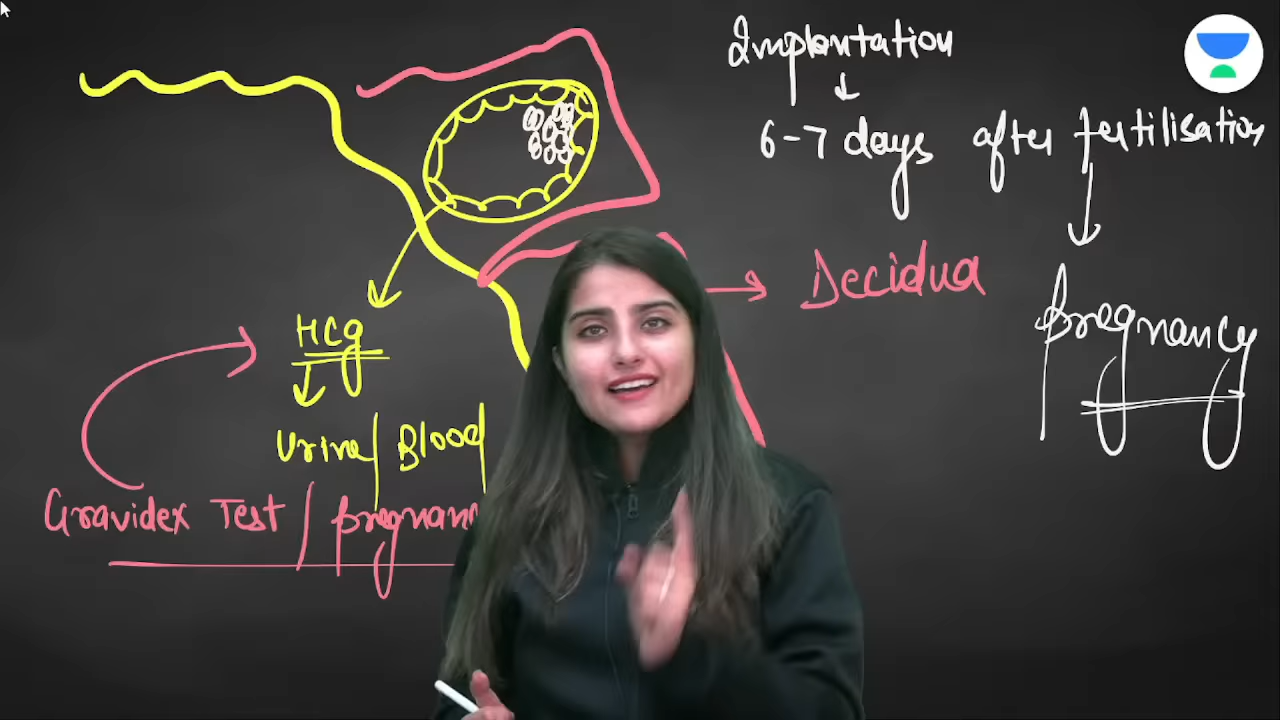 Implantation
6-7 days after fertilisation
Decidua
pregnancy
HCg
Urine/Blood
Gravidex Test / pregnan